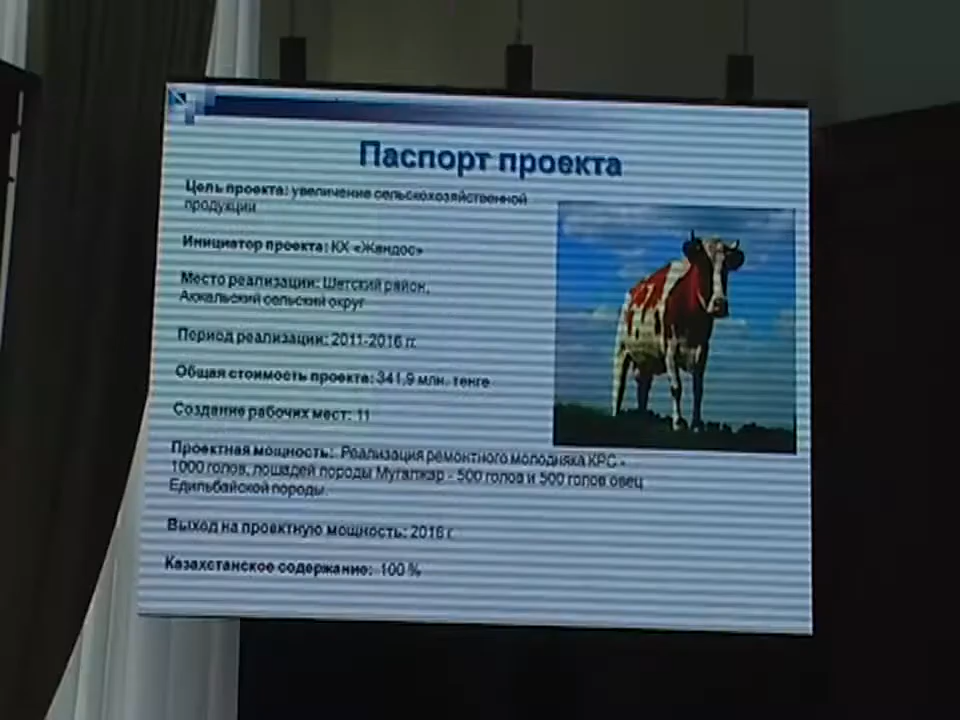 Паспорт проекта
Цель проекта: увеличение сельскохозяйственной
продукции
Инициатор проекта: КХ «Жандос»
Место реализации: Шетский район,
Аккальский сельский округ
Период реализации: 2011-2016 гг.
Общая стоимость проекта: 341,9 млн. тенге
Создание рабочих мест: 11
Проектная мощность: Реализация ремонтного молодняка КРС -
1000 голов, лошадей породы Мугалжар - 500 голов и 500 голов овец
Едильбайской породы.
Выход на проектную мощность: 2016 г
Казахстанское содержание: 100 %